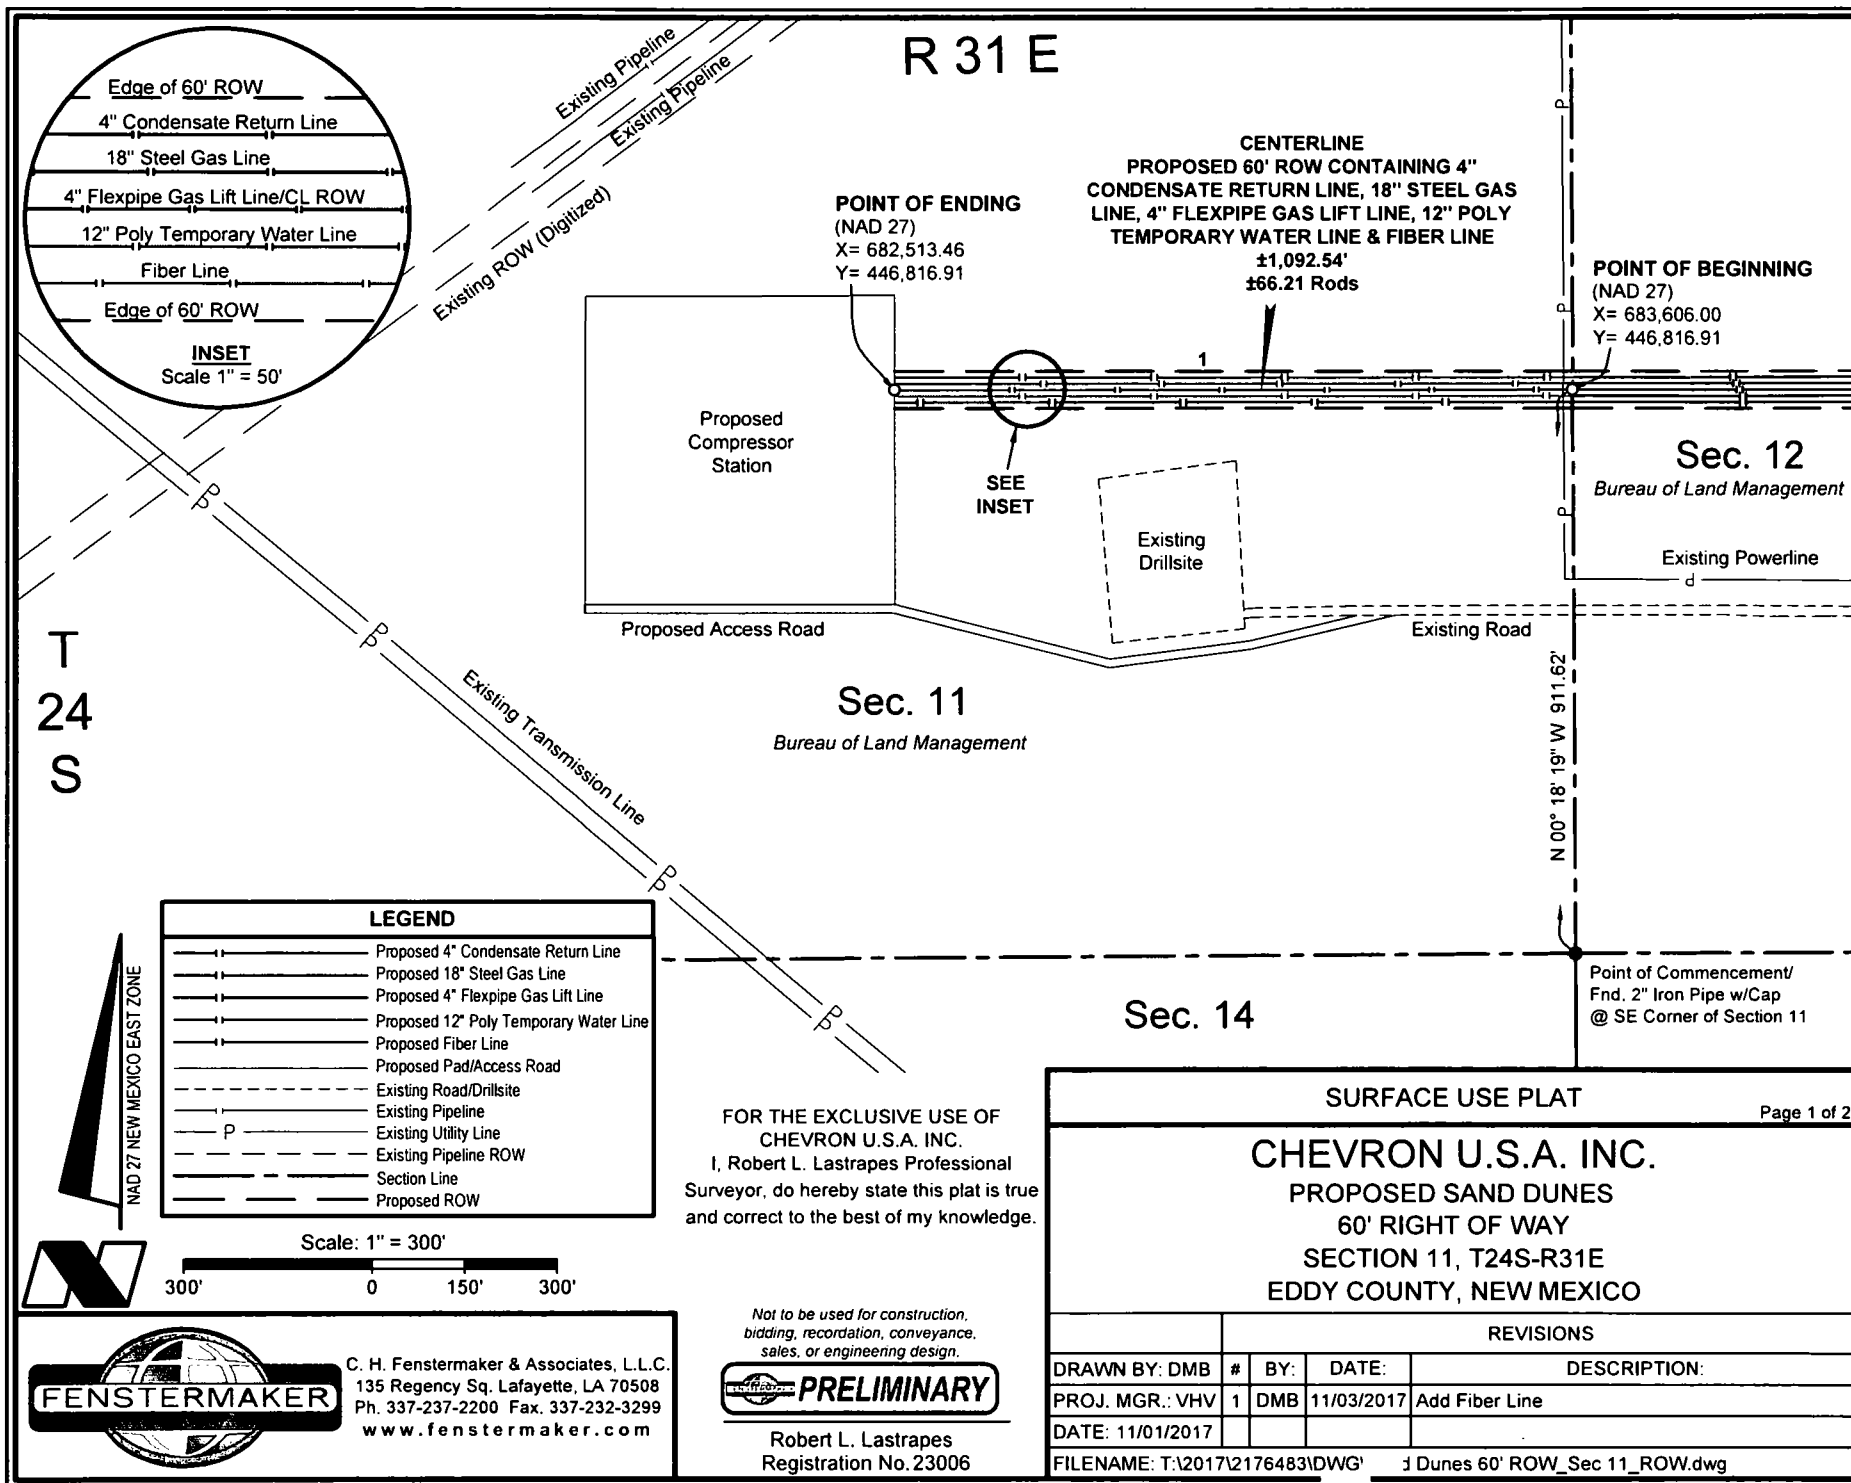 R 31 E
Edge of 60' ROW
4" Condensate Return Line
18" Steel Gas Line
4" Flexpipe Gas Lift Line/CL ROW
12" Poly Temporary Water Line
Fiber Line
Edge of 60' ROW
INSET
Scale 1" = 50'
Existing Pipeline
Existing Pipeline
Existing ROW (Digitized)
POINT OF ENDING
(NAD 27)
X= 682,513.46
Y= 446,816.91
CENTERLINE
PROPOSED 60' ROW CONTAINING 4"
CONDENSATE RETURN LINE, 18" STEEL GAS
LINE, 4" FLEXPIPE GAS LIFT LINE, 12" POLY
TEMPORARY WATER LINE & FIBER LINE
±1,092.54'
±66.21 Rods
POINT OF BEGINNING
(NAD 27)
X= 683,606.00
Y= 446,816.91
1
P
P
P
P
Proposed
Compressor
Station
SEE
INSET
Existing
Drillsite
Sec. 12
Bureau of Land Management
Existing Powerline
Proposed Access Road
Existing Road
T
24
S
P
P
P
P
P
P
P
P
Existing Transmission Line
Sec. 11
Bureau of Land Management
N 00° 18' 19" W 911.62'
Sec. 14
Point of Commencement/
Fnd. 2" Iron Pipe w/Cap
@ SE Corner of Section 11
NAD 27 NEW MEXICO EAST ZONE
LEGEND
Proposed 4" Condensate Return Line
Proposed 18" Steel Gas Line
Proposed 4" Flexpipe Gas Lift Line
Proposed 12" Poly Temporary Water Line
Proposed Fiber Line
Proposed Pad/Access Road
Existing Road/Drillsite
Existing Pipeline
P Existing Utility Line
Existing Pipeline ROW
Section Line
Proposed ROW
Scale: 1" = 300'
300' 0 150' 300'
FOR THE EXCLUSIVE USE OF
CHEVRON U.S.A. INC.
I, Robert L. Lastrapes Professional
Surveyor, do hereby state this plat is true
and correct to the best of my knowledge.
Not to be used for construction,
bidding, recordation, conveyance,
sales, or engineering design.
PRELIMINARY
Robert L. Lastrapes
Registration No. 23006
FENSTERMAKER
C. H. Fenstermaker & Associates, L.L.C.
135 Regency Sq. Lafayette, LA 70508
Ph. 337-237-2200 Fax. 337-232-3299
www.fenstermaker.com
SURFACE USE PLAT
Page 1 of 2
CHEVRON U.S.A. INC.
PROPOSED SAND DUNES
60' RIGHT OF WAY
SECTION 11, T24S-R31E
EDDY COUNTY, NEW MEXICO
REVISIONS
DRAWN BY: DMB # BY: DATE: DESCRIPTION:
PROJ. MGR.: VHV 1 DMB 11/03/2017 Add Fiber Line
DATE: 11/01/2017
FILENAME: T:\2017\2176483\DWG\ Dunes 60' ROW_Sec 11_ROW.dwg